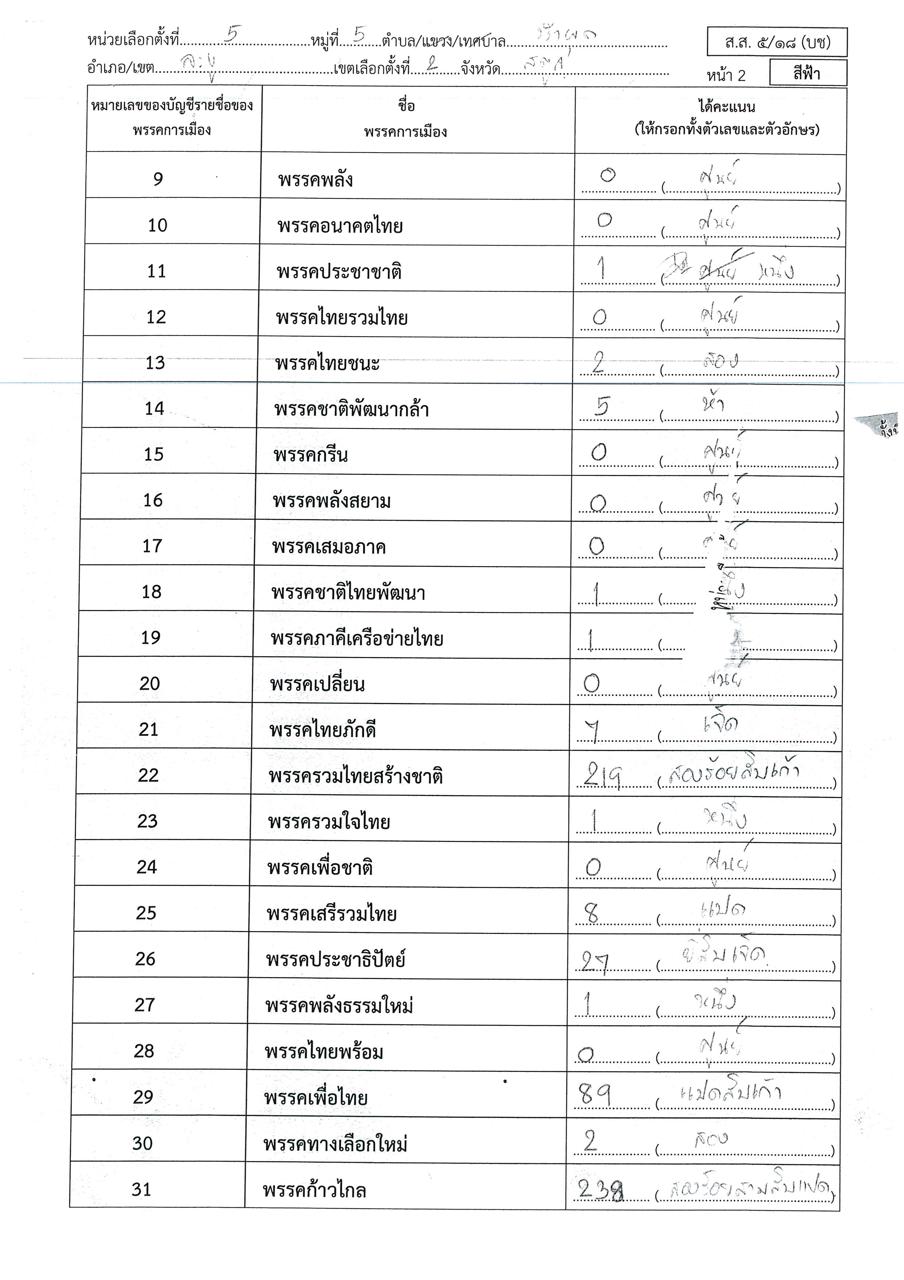 หน่วยเลือกตั้งที่ 5 หมู่ที่ 5 ตำบล/แขวง/เทศบาล
ส.ส. ๕/๑๘ (บช)
อำเภอ/เขต ละงู เขตเลือกตั้งที่ 2 จังหวัด สตูล
หน้า 2 สีฟ้า
หมายเลขของบัญชีรายชื่อของพรรคการเมือง ชื่อพรรคการเมือง ได้คะแนน (ให้กรอกทั้งตัวเลขและตัวอักษร)
9 พรรคพลัง 0 (ศูนย์)
10 พรรคอนาคตไทย 0 (ศูนย์)
11 พรรคประชาชาติ 1 (ศูนย์ หนึ่ง)
12 พรรคไทยรวมไทย 0 (ศูนย์)
13 พรรคไทยชนะ 2 (สอง)
14 พรรคชาติพัฒนากล้า 5 (ห้า)
15 พรรคกรีน 0 (ศูนย์)
16 พรรคพลังสยาม 0 (ศูนย์)
17 พรรคเสมอภาค 0 ( )
18 พรรคชาติไทยพัฒนา 1 ( )
19 พรรคภาคีเครือข่ายไทย 1 ( )
20 พรรคเปลี่ยน 0 (ศูนย์)
21 พรรคไทยภักดี 7 (เจ็ด)
22 พรรครวมไทยสร้างชาติ 219 (สองร้อยสิบเก้า)
23 พรรครวมใจไทย 1 (หนึ่ง)
24 พรรคเพื่อชาติ 0 (ศูนย์)
25 พรรคเสรีรวมไทย 8 (แปด)
26 พรรคประชาธิปัตย์ 27 (ยี่สิบเจ็ด)
27 พรรคพลังธรรมใหม่ 1 (หนึ่ง)
28 พรรคไทยพร้อม 0 (ศูนย์)
29 พรรคเพื่อไทย 89 (แปดสิบเก้า)
30 พรรคทางเลือกใหม่ 2 (สอง)
31 พรรคก้าวไกล 238 (สองร้อยสามสิบแปด)